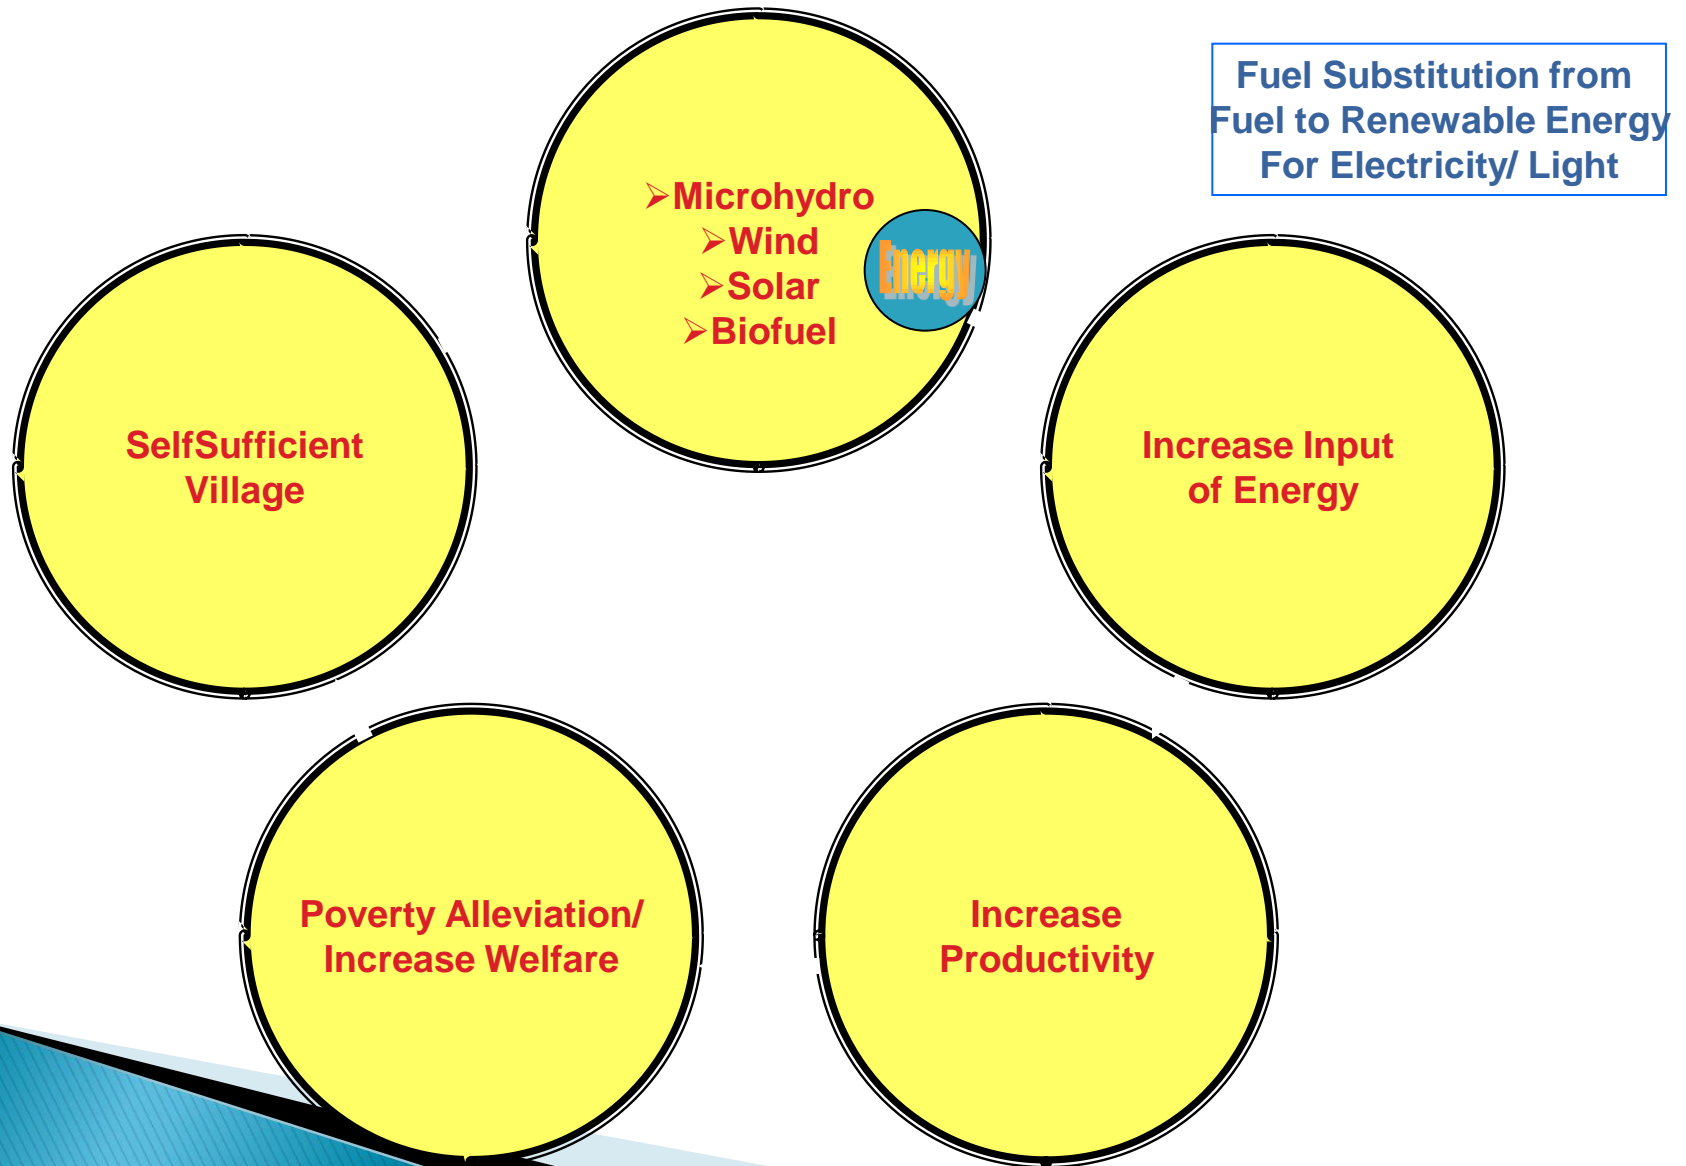 Fuel Substitution from
Fuel to Renewable Energy
For Electricity/ Light
➢Microhydro
➢Wind
➢Solar
➢Biofuel
Energy
SelfSufficient
Village
Increase Input
of Energy
Poverty Alleviation/
Increase Welfare
Increase
Productivity